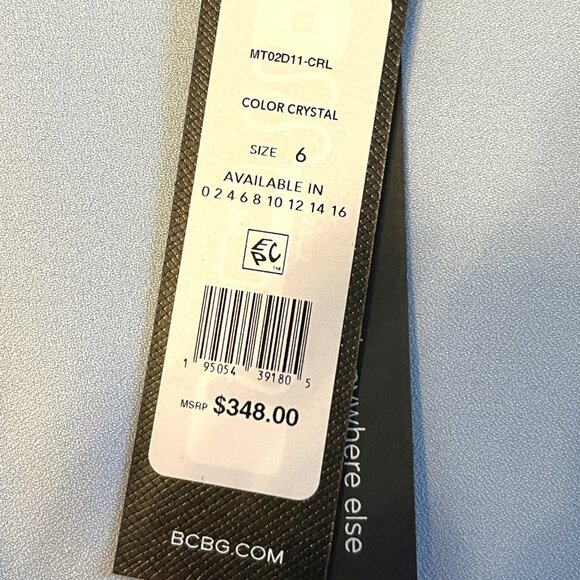 MT02D11-CRL
COLOR CRYSTAL
SIZE 6
AVAILABLE IN
0 2 4 6 8 10 12 14 16
ECP™
1 95054 39180 5
MSRP $348.00
BCBG.COM
where else